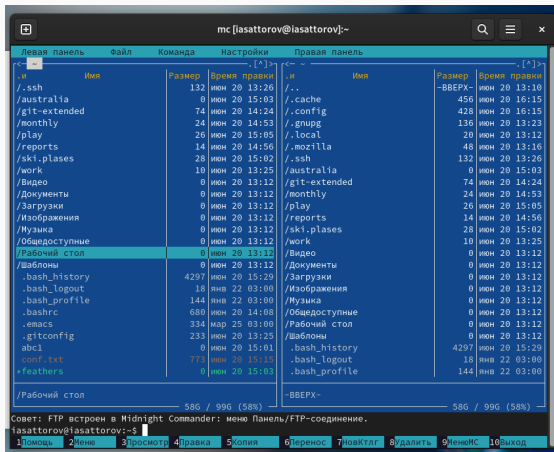 mc [iasattorov@iasattorov]:~
Левая панель Файл Команда Настройки Правая панель
<- ~ .[^]>
.и Имя Размер Время правки
/.ssh 132 июн 20 13:26
/australia 0 июн 20 15:03
/git-extended 74 июн 20 14:24
/monthly 24 июн 20 14:53
/play 26 июн 20 15:05
/reports 14 июн 20 14:56
/ski.plases 28 июн 20 15:02
/work 10 июн 20 13:25
/Видео 0 июн 20 13:12
/Документы 0 июн 20 13:12
/Загрузки 0 июн 20 13:12
/Изображения 0 июн 20 13:12
/Музыка 0 июн 20 13:12
/Общедоступные 0 июн 20 13:12
/Рабочий стол 0 июн 20 13:12
/Шаблоны 0 июн 20 13:12
.bash_history 4297 июн 20 15:29
.bash_logout 18 янв 22 03:00
.bash_profile 144 янв 22 03:00
.bashrc 680 июн 20 14:08
.emacs 334 мар 25 03:00
.gitconfig 233 июн 20 13:25
abc1 0 июн 20 15:01
conf.txt 773 июн 20 15:15
*feathers 0 июн 20 15:03
/Рабочий стол
58G / 99G (58%)
<- ~ .[^]>
.и Имя Размер Время правки
/.. -ВВЕРХ- июн 20 13:10
/.cache 456 июн 20 16:15
/.config 428 июн 20 16:15
/.gnupg 136 июн 20 13:23
/.local 20 июн 20 13:12
/.mozilla 48 июн 20 13:16
/.ssh 132 июн 20 13:26
/australia 0 июн 20 15:03
/git-extended 74 июн 20 14:24
/monthly 24 июн 20 14:53
/play 26 июн 20 15:05
/reports 14 июн 20 14:56
/ski.plases 28 июн 20 15:02
/work 10 июн 20 13:25
/Видео 0 июн 20 13:12
/Документы 0 июн 20 13:12
/Загрузки 0 июн 20 13:12
/Изображения 0 июн 20 13:12
/Музыка 0 июн 20 13:12
/Общедоступные 0 июн 20 13:12
/Рабочий стол 0 июн 20 13:12
/Шаблоны 0 июн 20 13:12
.bash_history 4297 июн 20 15:29
.bash_logout 18 янв 22 03:00
.bash_profile 144 янв 22 03:00
-ВВЕРХ-
58G / 99G (58%)
Совет: FTP встроен в Midnight Commander: меню Панель/FTP-соединение.
iasattorov@iasattorov:~$
1Помощь 2Меню 3Просмотр 4Правка 5Копия 6Перенос 7НовКтлг 8Удалить 9МенюМС 10Выход